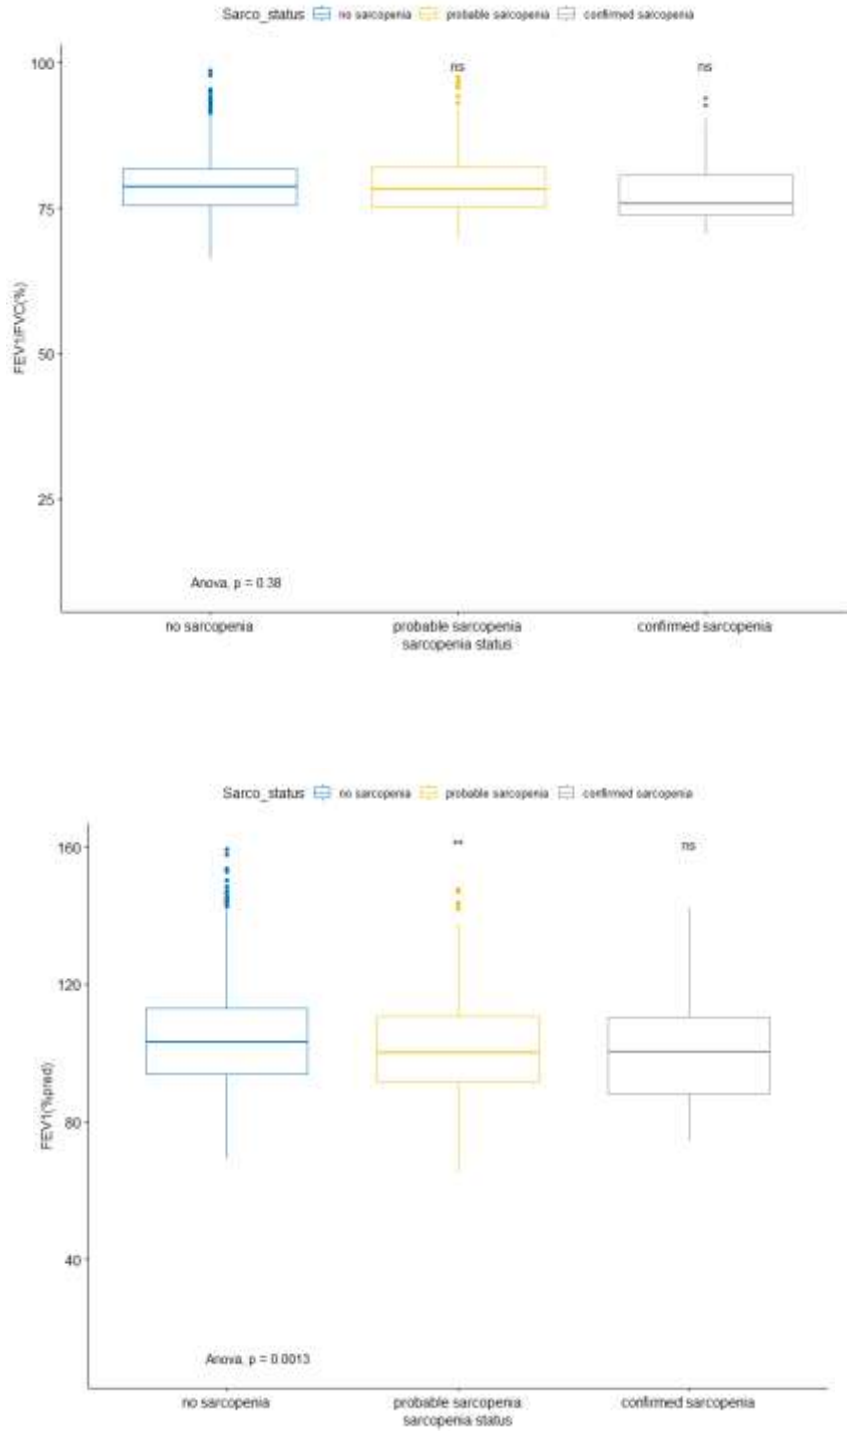 Sarco_status no sarcopenia probable sarcopenia confirmed sarcopenia
100
ns ns
75
FEV1/FVC(%)
50
25
Anova, p = 0.38
no sarcopenia probable sarcopenia confirmed sarcopenia
sarcopenia status
Sarco_status no sarcopenia probable sarcopenia confirmed sarcopenia
160
** ns
120
FEV1(%pred)
80
40
Anova, p = 0.0013
no sarcopenia probable sarcopenia confirmed sarcopenia
sarcopenia status